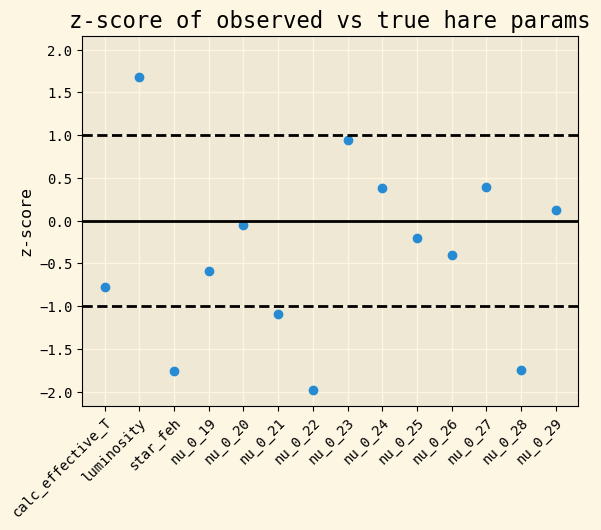 z-score of observed vs true hare params
z-score
2.0
1.5
1.0
0.5
0.0
−0.5
−1.0
−1.5
−2.0
calc_effective_T
luminosity
star_feh
nu_0_19
nu_0_20
nu_0_21
nu_0_22
nu_0_23
nu_0_24
nu_0_25
nu_0_26
nu_0_27
nu_0_28
nu_0_29